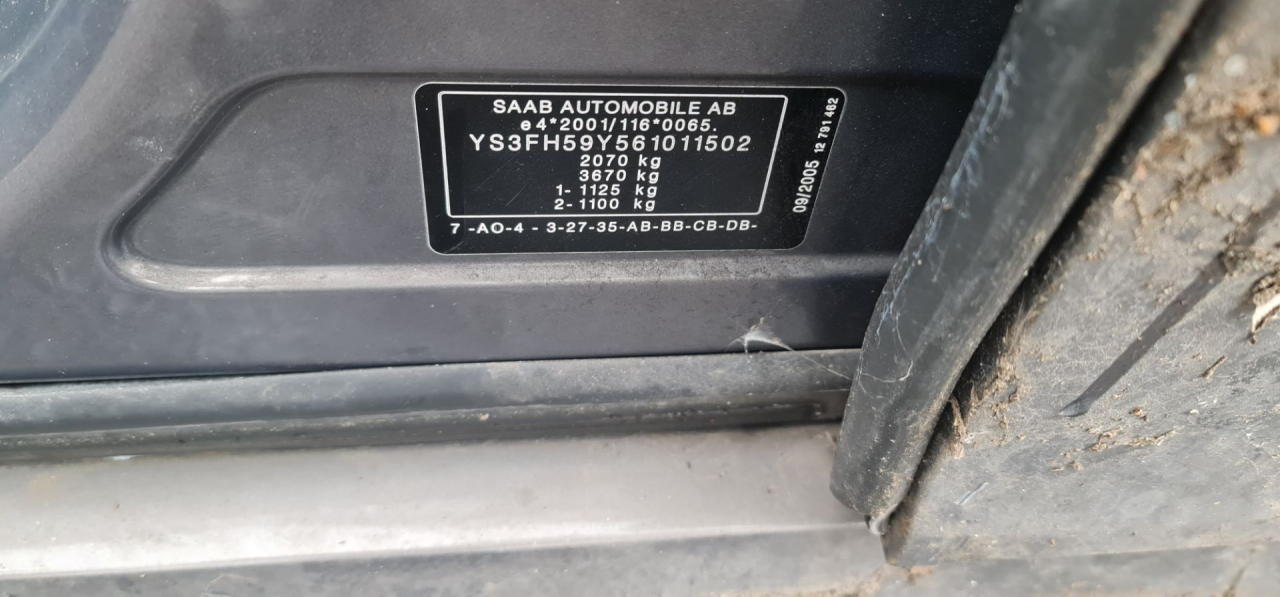 SAAB AUTOMOBILE AB
e4*2001/116*0065.
YS3FH59Y561011502
2070 kg
3670 kg
1- 1125 kg
2- 1100 kg
7 -AO-4 - 3-27-35-AB-BB-CB-DB-
09/2005 12 791 462